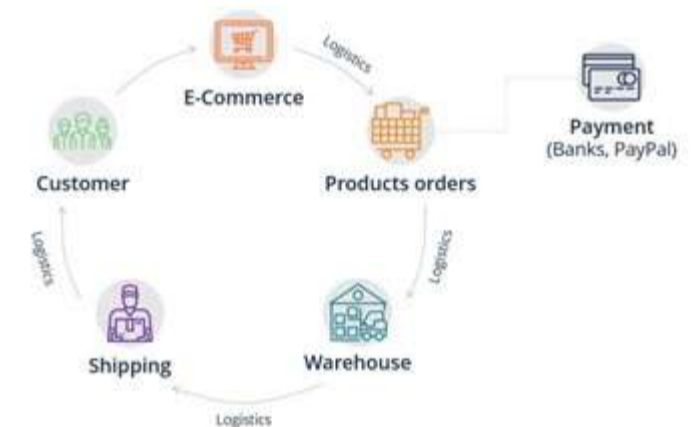 Logistics
E-Commerce
Payment
(Banks, PayPal)
Customer
Products orders
Logistics
Logistics
Shipping
Warehouse
Logistics